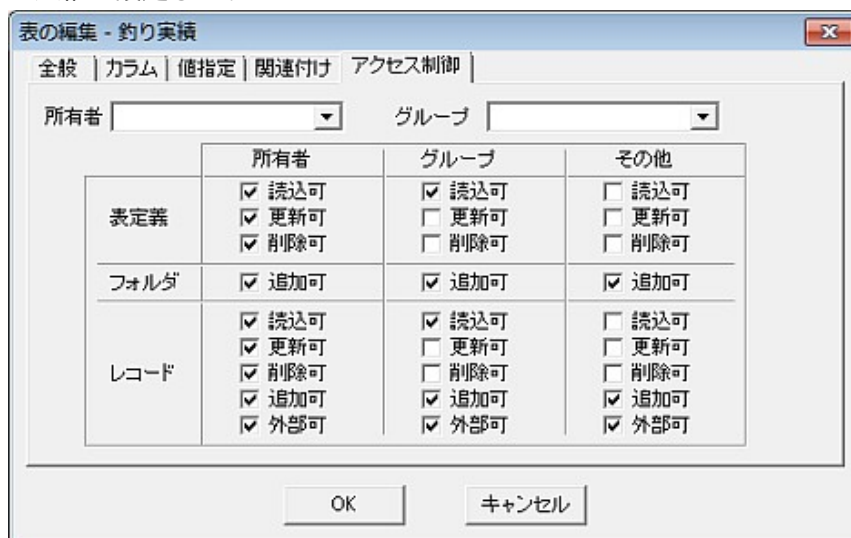 表の編集 - 釣り実績
全般 カラム 値指定 関連付け アクセス制御
所有者 グループ
所有者 グループ その他
読込可 読込可 読込可
表定義 更新可 更新可 更新可
削除可 削除可 削除可
フォルダ 追加可 追加可 追加可
読込可 読込可 読込可
更新可 更新可 更新可
レコード 削除可 削除可 削除可
追加可 追加可 追加可
外部可 外部可 外部可
OK キャンセル